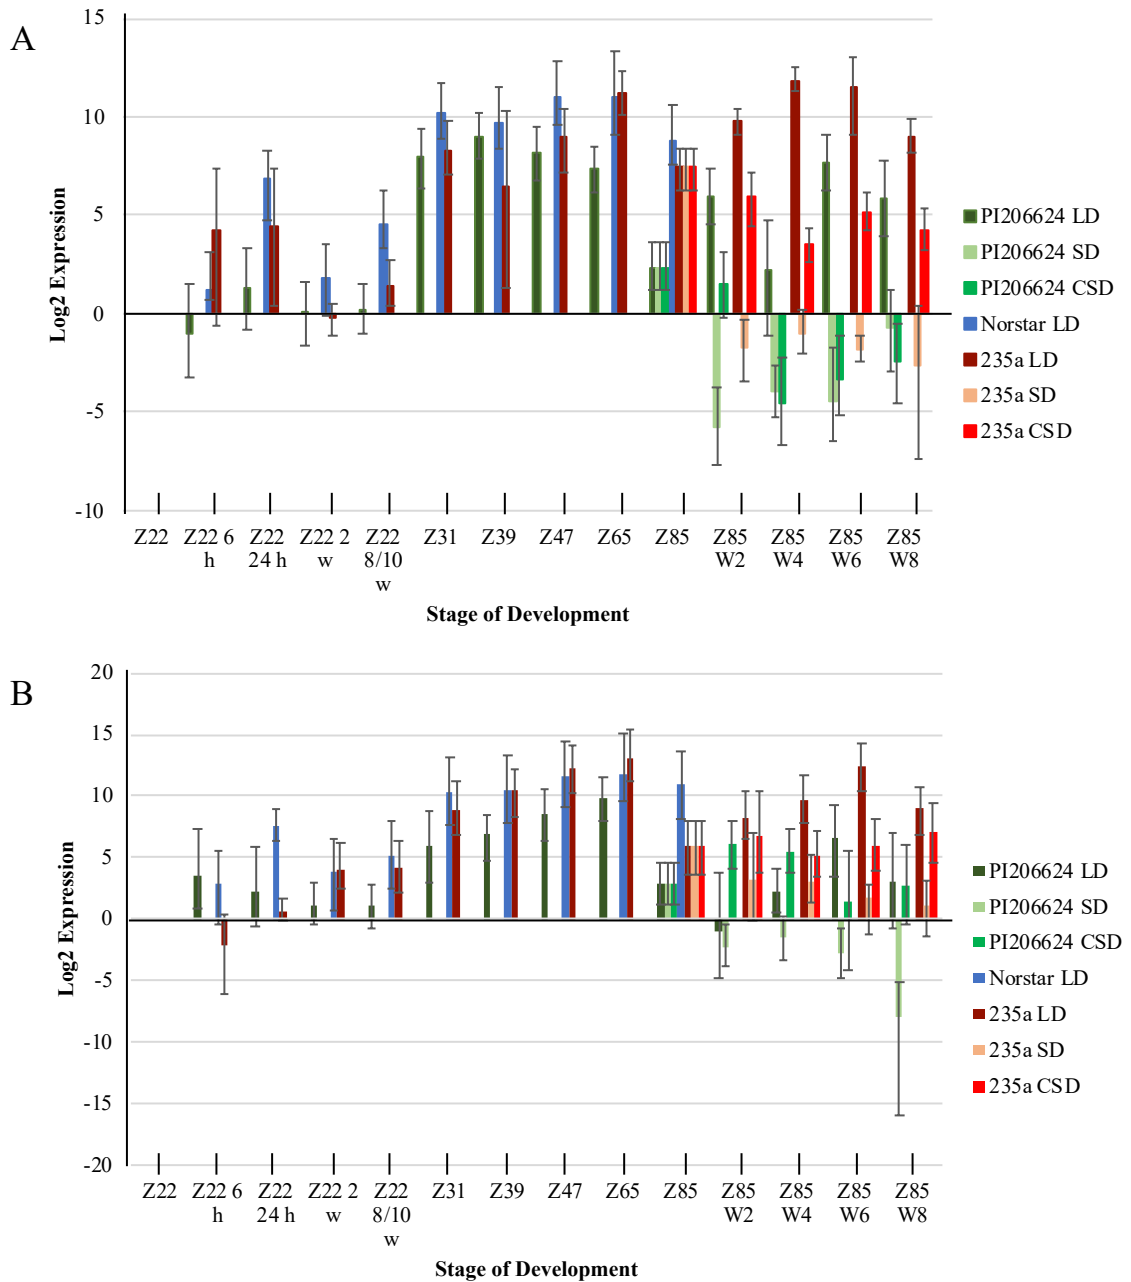 A
15
10
5
0
-5
-10
Log2 Expression
Z22 Z22 6 Z22 Z22 2 Z22 Z31 Z39 Z47 Z65 Z85 Z85 Z85 Z85 Z85
h 24 h w 8/10 W2 W4 W6 W8
w
Stage of Development
PI206624 LD
PI206624 SD
PI206624 CSD
Norstar LD
235a LD
235a SD
235a CSD
B
20
15
10
5
0
-5
-10
-15
-20
Log2 Expression
Z22 Z22 6 Z22 Z22 2 Z22 Z31 Z39 Z47 Z65 Z85 Z85 Z85 Z85 Z85
h 24 h w 8/10 W2 W4 W6 W8
w
Stage of Development
PI206624 LD
PI206624 SD
PI206624 CSD
Norstar LD
235a LD
235a SD
235a CSD